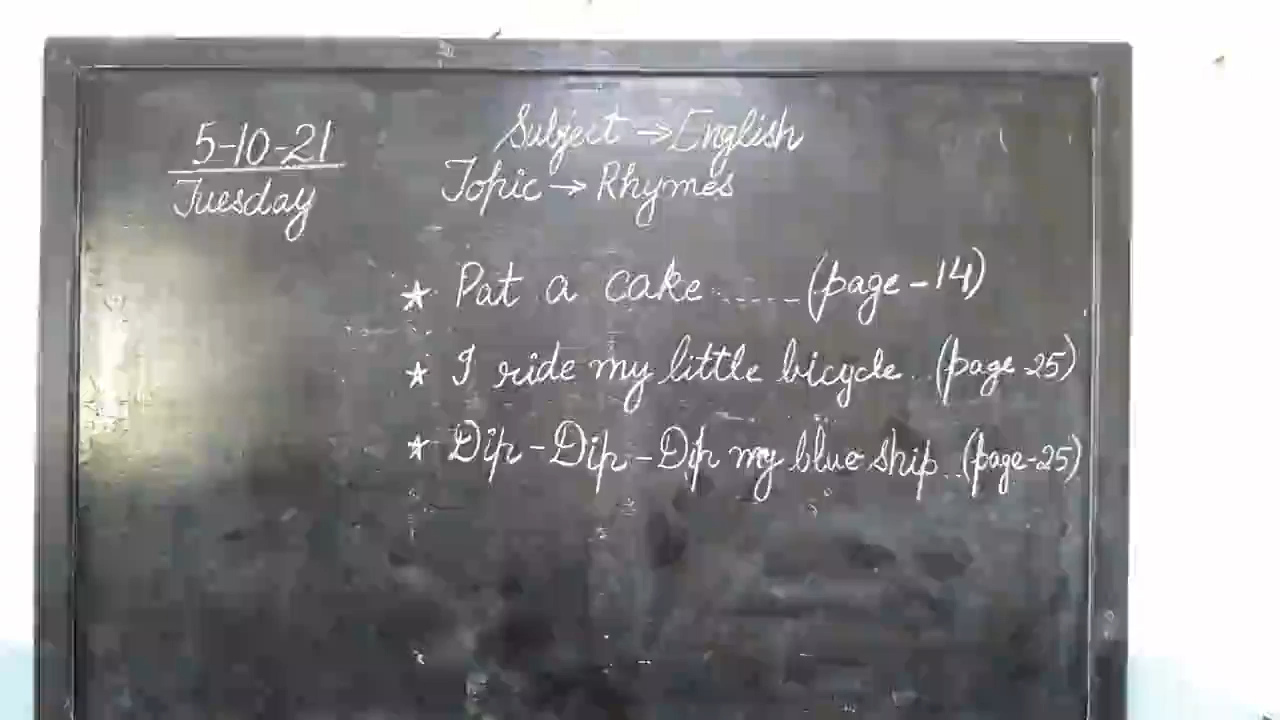 5-10-21
Tuesday
Subject → English
Topic → Rhymes
★ Pat a cake ..... (page-14)
★ I ride my little bicycle .. (page-25)
★ Dip-Dip-Dip my blue ship .. (page-25)